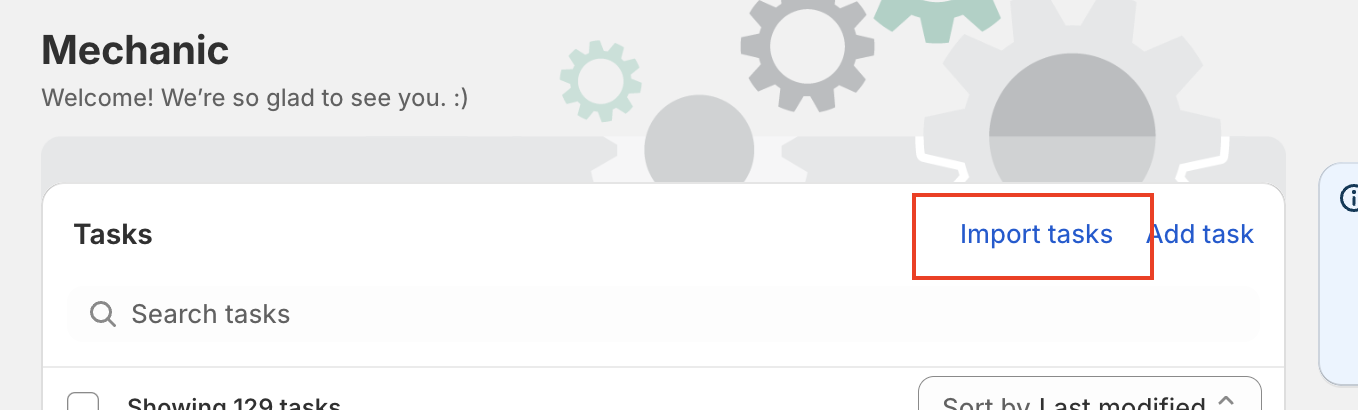 Mechanic
Welcome! We’re so glad to see you. :)
Tasks
Import tasks
Add task
Search tasks
Showing 129 tasks
Sort by Last modified